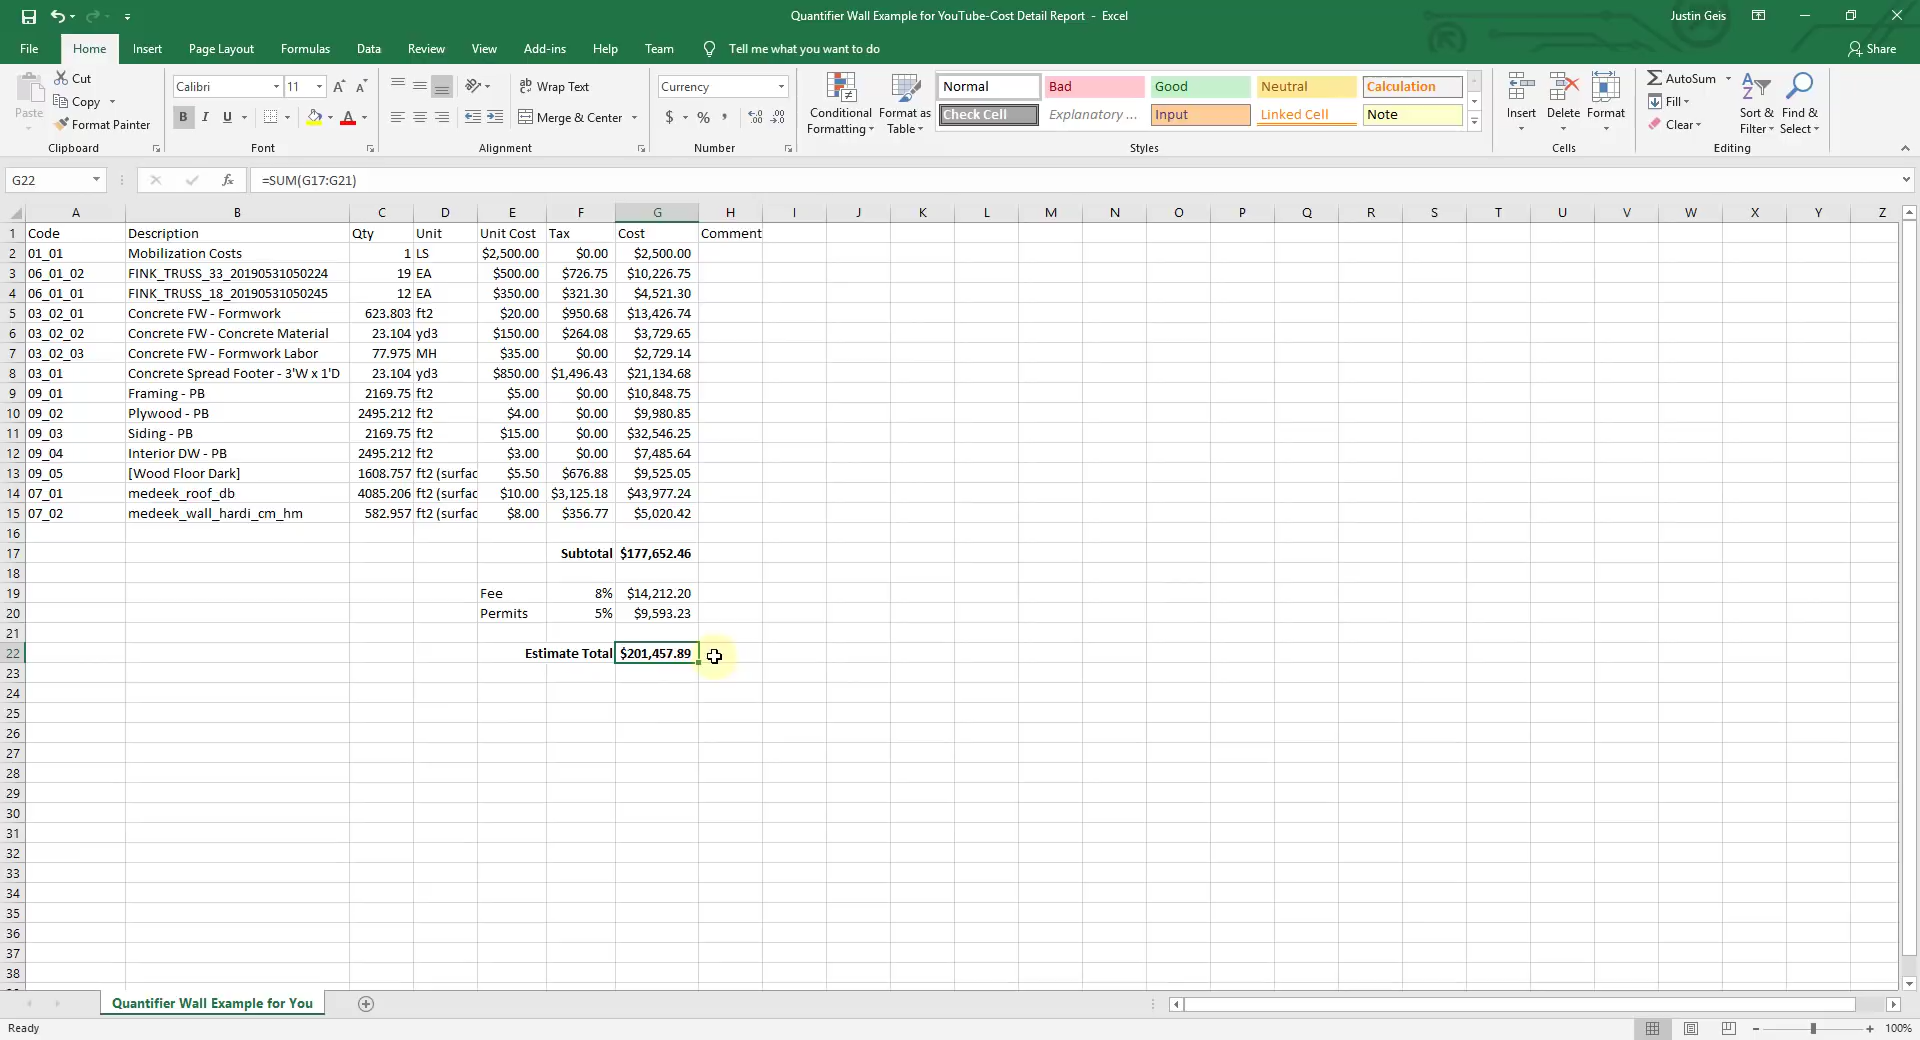 Quantifier Wall Example for YouTube-Cost Detail Report - Excel
Justin Geis
File Home Insert Page Layout Formulas Data Review View Add-ins Help Team Tell me what you want to do
Share
Paste
Cut
Copy
Format Painter
Clipboard
Calibri 11
B I U
Font
Wrap Text
Merge & Center
Alignment
Currency
$ % ,
Number
Conditional Formatting
Format as Table
Normal Bad Good Neutral Calculation
Check Cell Explanatory ... Input Linked Cell Note
Styles
Insert Delete Format
Cells
AutoSum
Fill
Clear
Sort & Filter
Find & Select
Editing
G22 fx =SUM(G17:G21)
A B C D E F G H I J K L M N O P Q R S T U V W X Y Z
1 Code Description Qty Unit Unit Cost Tax Cost Comment
2 01_01 Mobilization Costs 1 LS $2,500.00 $0.00 $2,500.00
3 06_01_02 FINK_TRUSS_33_20190531050224 19 EA $500.00 $726.75 $10,226.75
4 06_01_01 FINK_TRUSS_18_20190531050245 12 EA $350.00 $321.30 $4,521.30
5 03_02_01 Concrete FW - Formwork 623.803 ft2 $20.00 $950.68 $13,426.74
6 03_02_02 Concrete FW - Concrete Material 23.104 yd3 $150.00 $264.08 $3,729.65
7 03_02_03 Concrete FW - Formwork Labor 77.975 MH $35.00 $0.00 $2,729.14
8 03_01 Concrete Spread Footer - 3'W x 1'D 23.104 yd3 $850.00 $1,496.43 $21,134.68
9 09_01 Framing - PB 2169.75 ft2 $5.00 $0.00 $10,848.75
10 09_02 Plywood - PB 2495.212 ft2 $4.00 $0.00 $9,980.85
11 09_03 Siding - PB 2169.75 ft2 $15.00 $0.00 $32,546.25
12 09_04 Interior DW - PB 2495.212 ft2 $3.00 $0.00 $7,485.64
13 09_05 [Wood Floor Dark] 1608.757 ft2 (surfac $5.50 $676.88 $9,525.05
14 07_01 medeek_roof_db 4085.206 ft2 (surfac $10.00 $3,125.18 $43,977.24
15 07_02 medeek_wall_hardi_cm_hm 582.957 ft2 (surfac $8.00 $356.77 $5,020.42
16
17 Subtotal $177,652.46
18
19 Fee 8% $14,212.20
20 Permits 5% $9,593.23
21
22 Estimate Total $201,457.89
23
24
25
26
27
28
29
30
31
32
33
34
35
36
37
38
Quantifier Wall Example for You
Ready
100%